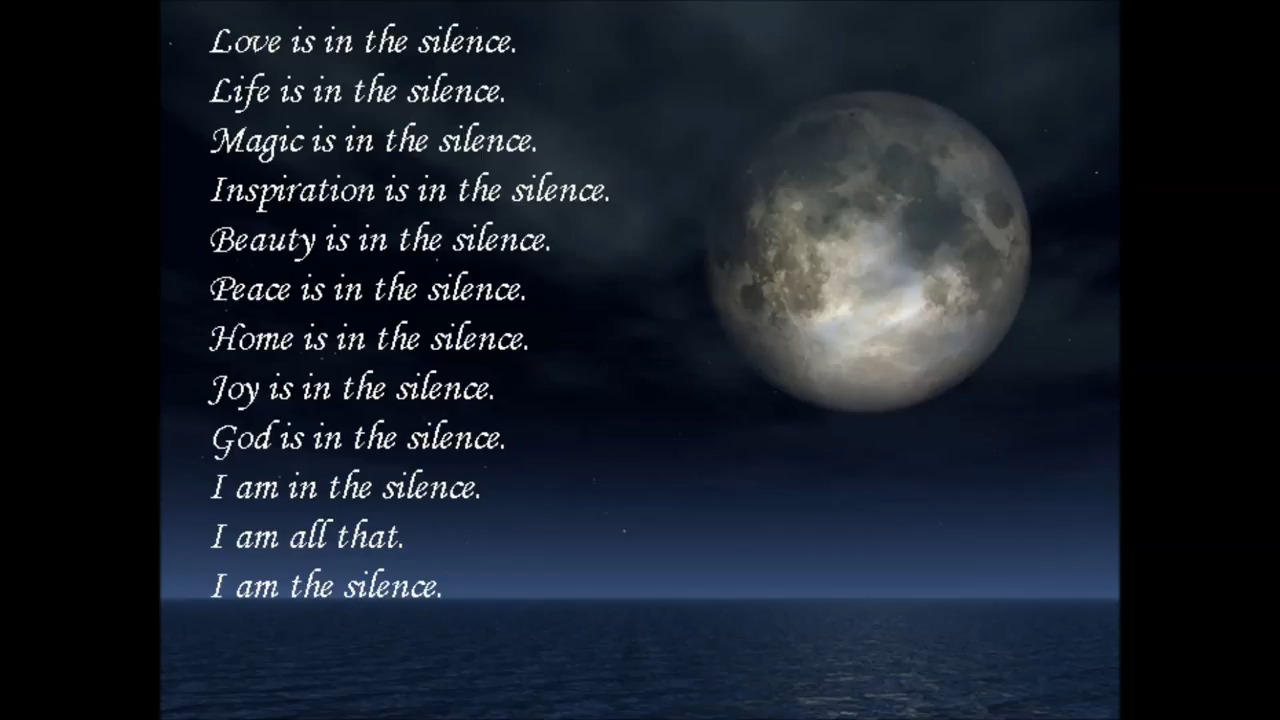 Love is in the silence.
Life is in the silence.
Magic is in the silence.
Inspiration is in the silence.
Beauty is in the silence.
Peace is in the silence.
Home is in the silence.
Joy is in the silence.
God is in the silence.
I am in the silence.
I am all that.
I am the silence.